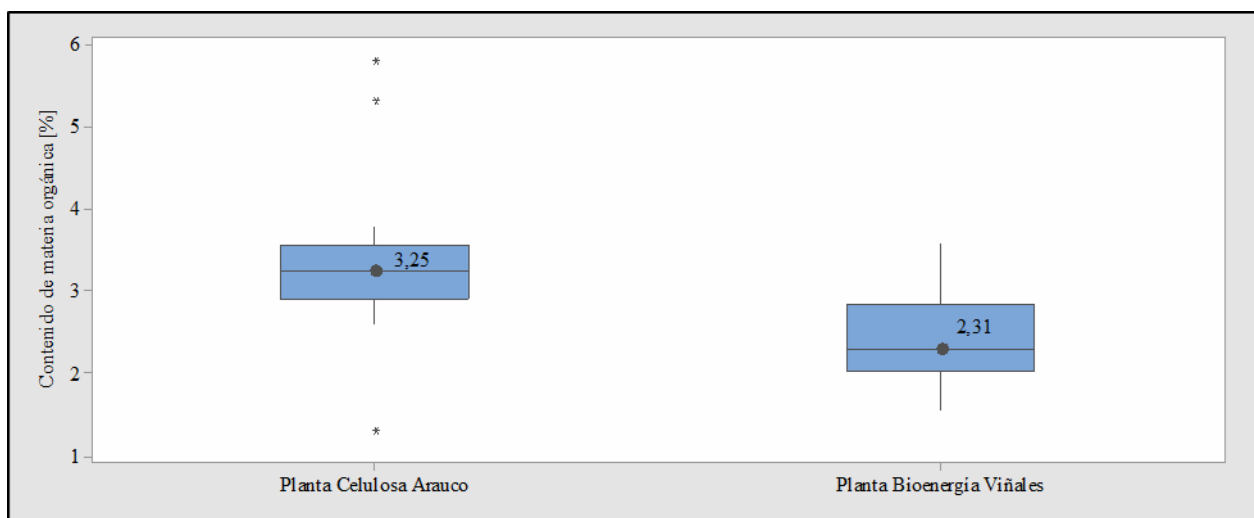 Contenido de materia orgánica [%]
6
5
4
3
2
1
3,25
2,31
Planta Celulosa Arauco
Planta Bioenergía Viñales